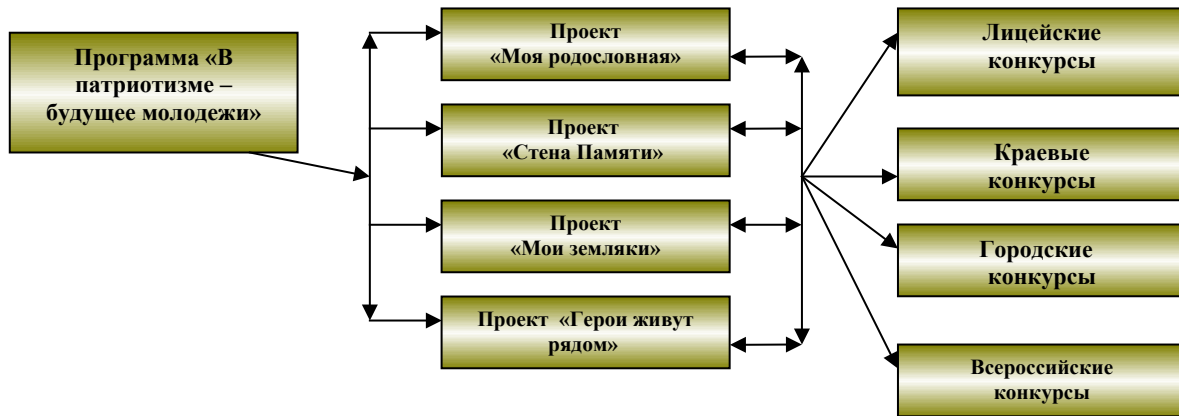 Программа «В
патриотизме –
будущее молодежи»
Проект
«Моя родословная»
Проект
«Стена Памяти»
Проект
«Мои земляки»
Проект «Герои живут
рядом»
Лицейские
конкурсы
Краевые
конкурсы
Городские
конкурсы
Всероссийские
конкурсы